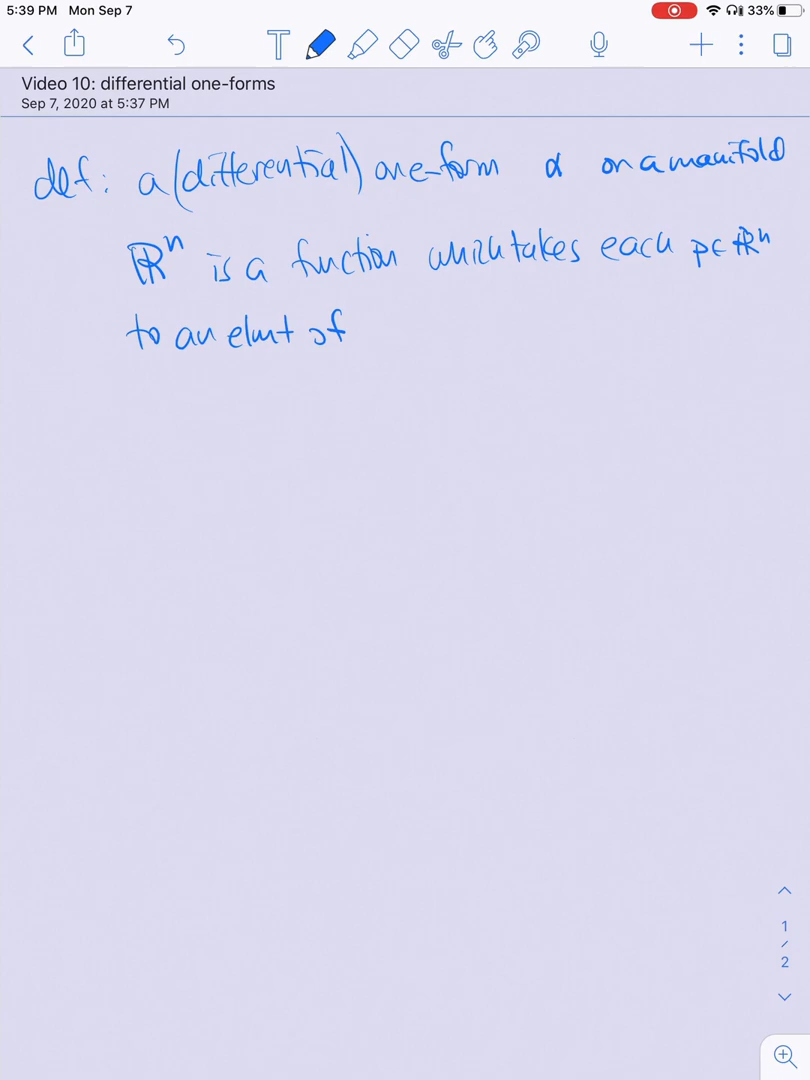 5:39 PM Mon Sep 7 33%
T
Video 10: differential one-forms
Sep 7, 2020 at 5:37 PM
def: a (differential) one-form α on a manifold
ℝⁿ is a function which takes each p∈ℝⁿ
to an elmt of
1
/
2